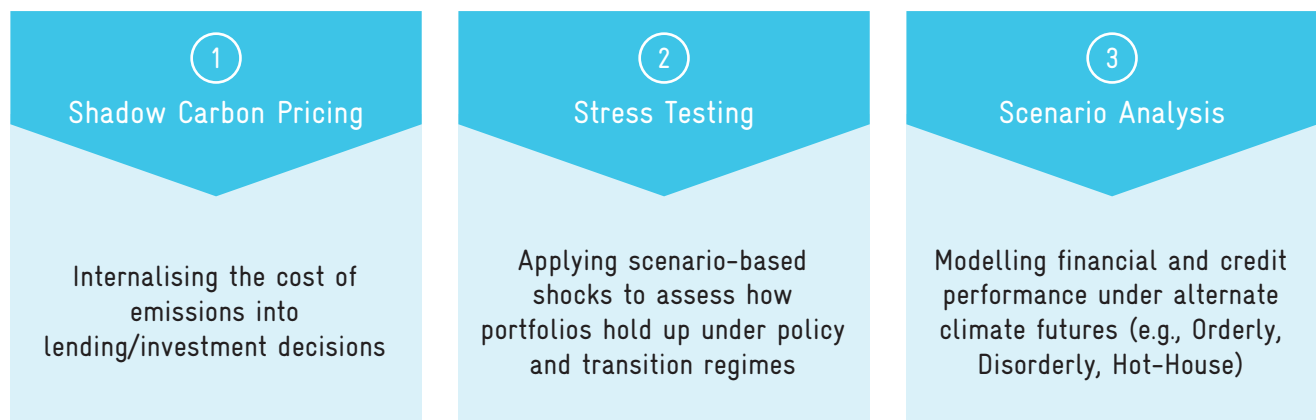 1
Shadow Carbon Pricing
Internalising the cost of
emissions into
lending/investment decisions
2
Stress Testing
Applying scenario-based
shocks to assess how
portfolios hold up under policy
and transition regimes
3
Scenario Analysis
Modelling financial and credit
performance under alternate
climate futures (e.g., Orderly,
Disorderly, Hot-House)